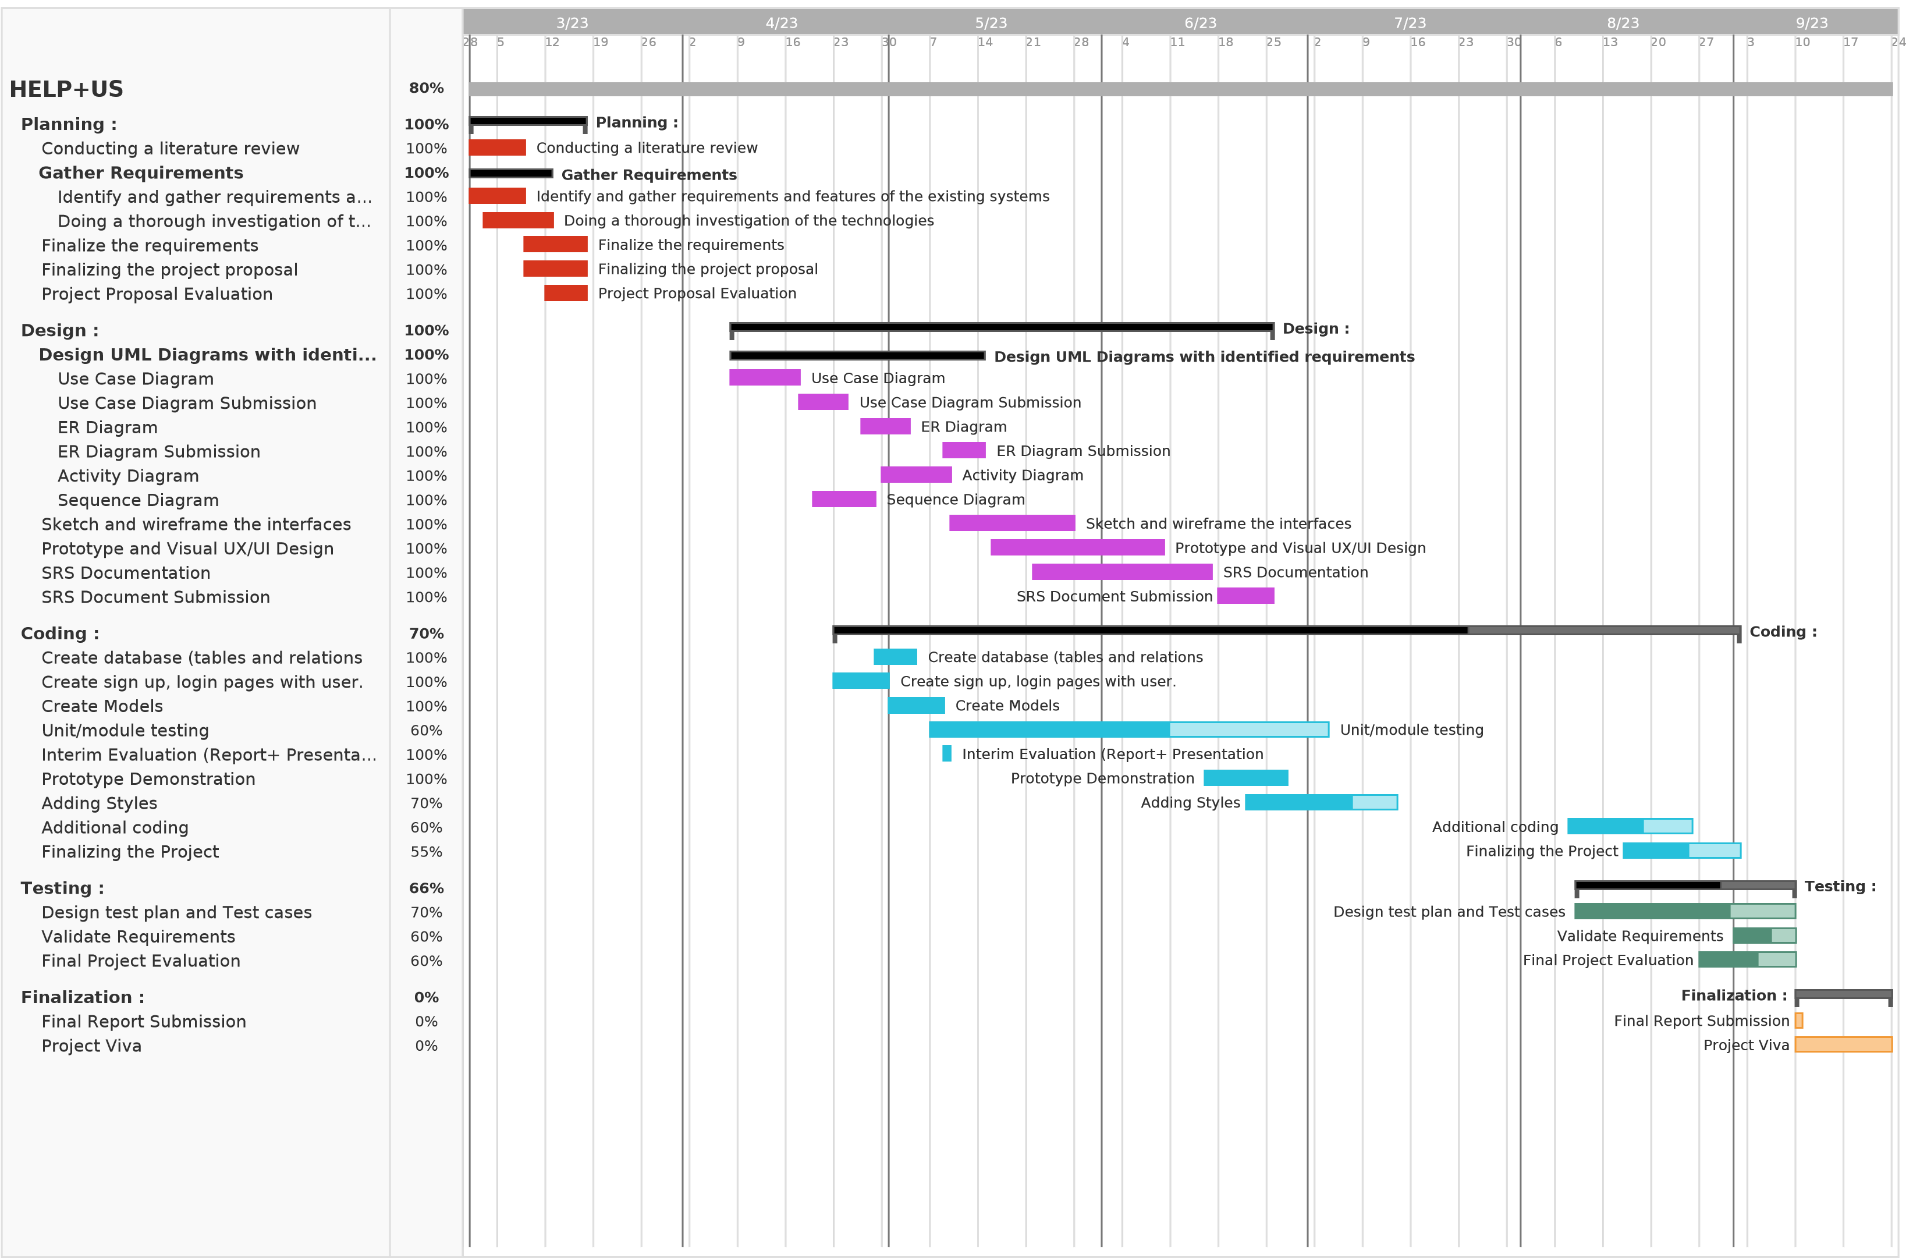 3/23 4/23 5/23 6/23 7/23 8/23 9/23
28 5 12 19 26 2 9 16 23 30 7 14 21 28 4 11 18 25 2 9 16 23 30 6 13 20 27 3 10 17 24
HELP+US 80%
Planning : 100% Planning :
Conducting a literature review 100% Conducting a literature review
Gather Requirements 100% Gather Requirements
Identify and gather requirements a... 100% Identify and gather requirements and features of the existing systems
Doing a thorough investigation of t... 100% Doing a thorough investigation of the technologies
Finalize the requirements 100% Finalize the requirements
Finalizing the project proposal 100% Finalizing the project proposal
Project Proposal Evaluation 100% Project Proposal Evaluation
Design : 100% Design :
Design UML Diagrams with identi... 100% Design UML Diagrams with identified requirements
Use Case Diagram 100% Use Case Diagram
Use Case Diagram Submission 100% Use Case Diagram Submission
ER Diagram 100% ER Diagram
ER Diagram Submission 100% ER Diagram Submission
Activity Diagram 100% Activity Diagram
Sequence Diagram 100% Sequence Diagram
Sketch and wireframe the interfaces 100% Sketch and wireframe the interfaces
Prototype and Visual UX/UI Design 100% Prototype and Visual UX/UI Design
SRS Documentation 100% SRS Documentation
SRS Document Submission 100% SRS Document Submission
Coding : 70% Coding :
Create database (tables and relations 100% Create database (tables and relations
Create sign up, login pages with user. 100% Create sign up, login pages with user.
Create Models 100% Create Models
Unit/module testing 60% Unit/module testing
Interim Evaluation (Report+ Presenta... 100% Interim Evaluation (Report+ Presentation
Prototype Demonstration 100% Prototype Demonstration
Adding Styles 70% Adding Styles
Additional coding 60% Additional coding
Finalizing the Project 55% Finalizing the Project
Testing : 66% Testing :
Design test plan and Test cases 70% Design test plan and Test cases
Validate Requirements 60% Validate Requirements
Final Project Evaluation 60% Final Project Evaluation
Finalization : 0% Finalization :
Final Report Submission 0% Final Report Submission
Project Viva 0% Project Viva